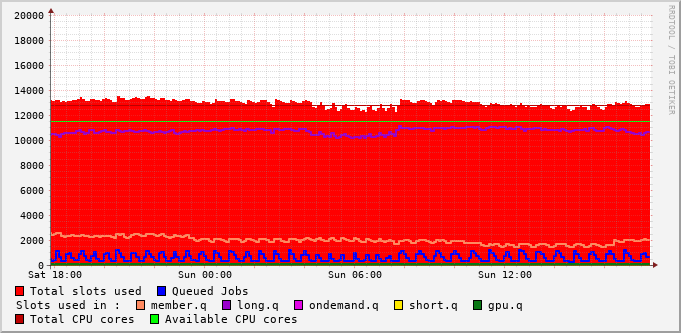 20000
18000
16000
14000
12000
10000
8000
6000
4000
2000
0
Sat 18:00 Sun 00:00 Sun 06:00 Sun 12:00
Total slots used Queued Jobs
Slots used in : member.q long.q ondemand.q short.q gpu.q
Total CPU cores Available CPU cores
RRDTOOL / TOBI OETIKER